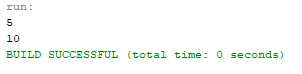 run:
5
10
BUILD SUCCESSFUL (total time: 0 seconds)